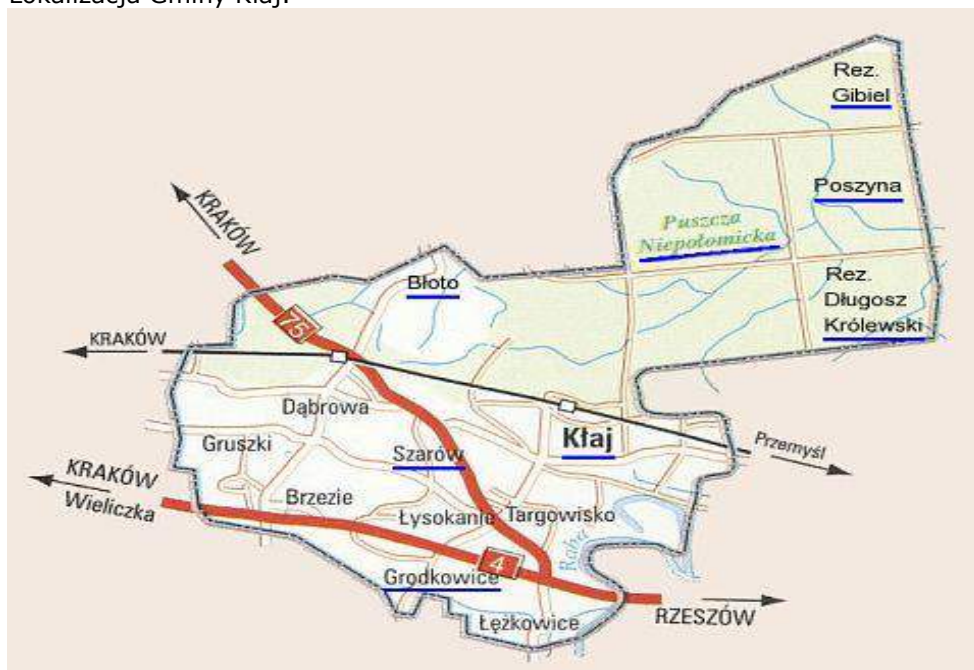 Lokalizacja Gminy Kłaj:
Rez.
Gibiel
Poszyna
Puszcza
Niepołomicka
Rez.
Długosz
Królewski
KRAKÓW
Błoto
75
KRAKÓW
Dąbrowa
Gruszki
Szarów
Kłaj
Przemyśl
KRAKÓW
Wieliczka
Brzezie
Łysokanie
Targowisko
Raba
4
Grodkowice
Łężkowice
RZESZÓW